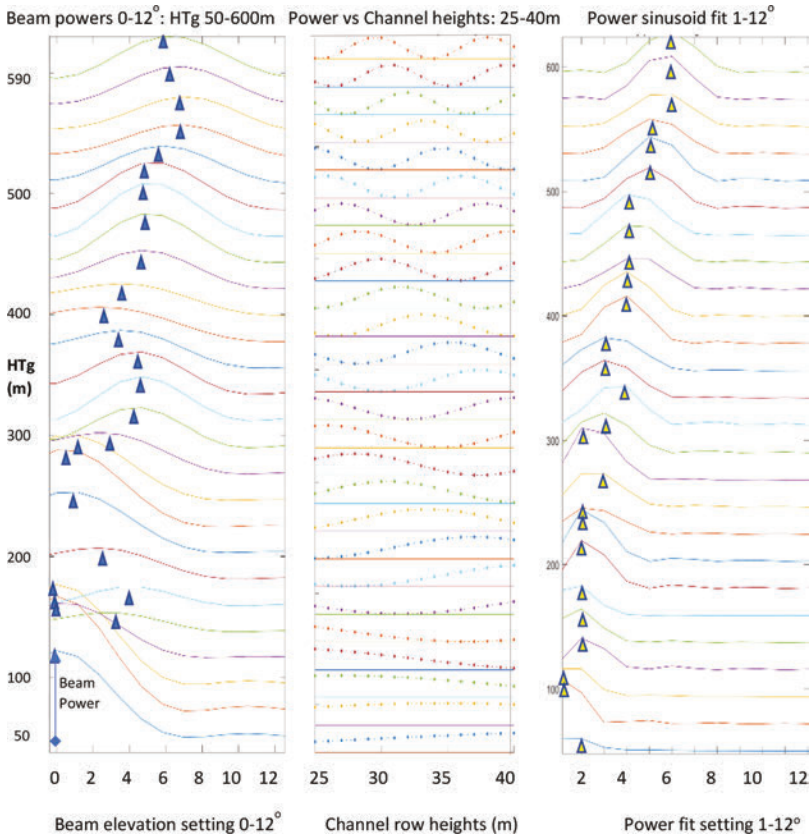 Beam powers 0-12°: HTg 50-600m
Power vs Channel heights: 25-40m
Power sinusoid fit 1-12°
590
500
400
HTg
(m)
300
200
100
50
Beam
Power
0 2 4 6 8 10 12
Beam elevation setting 0-12°
25 30 35 40
Channel row heights (m)
600
500
400
300
200
100
2 4 6 8 10 12
Power fit setting 1-12°